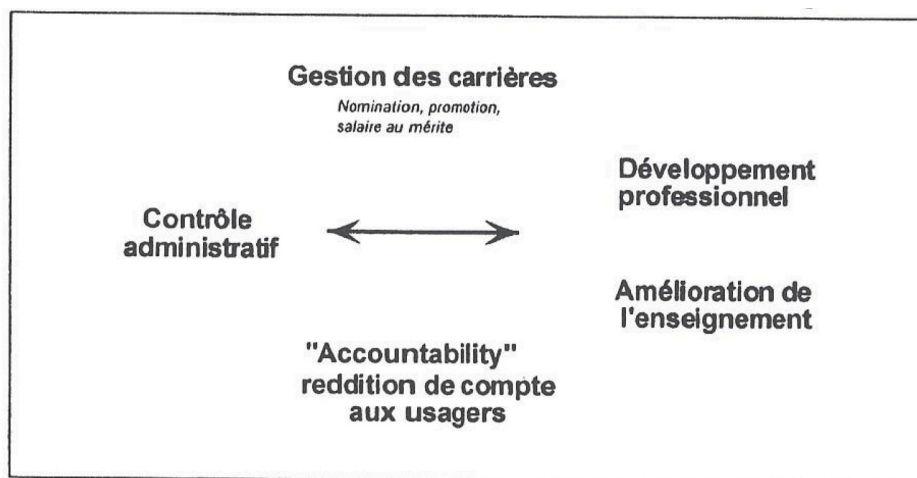 Gestion des carrières
Nomination, promotion,
salaire au mérite
Développement
professionnel
Contrôle
administratif
Amélioration de
l'enseignement
"Accountability"
reddition de compte
aux usagers